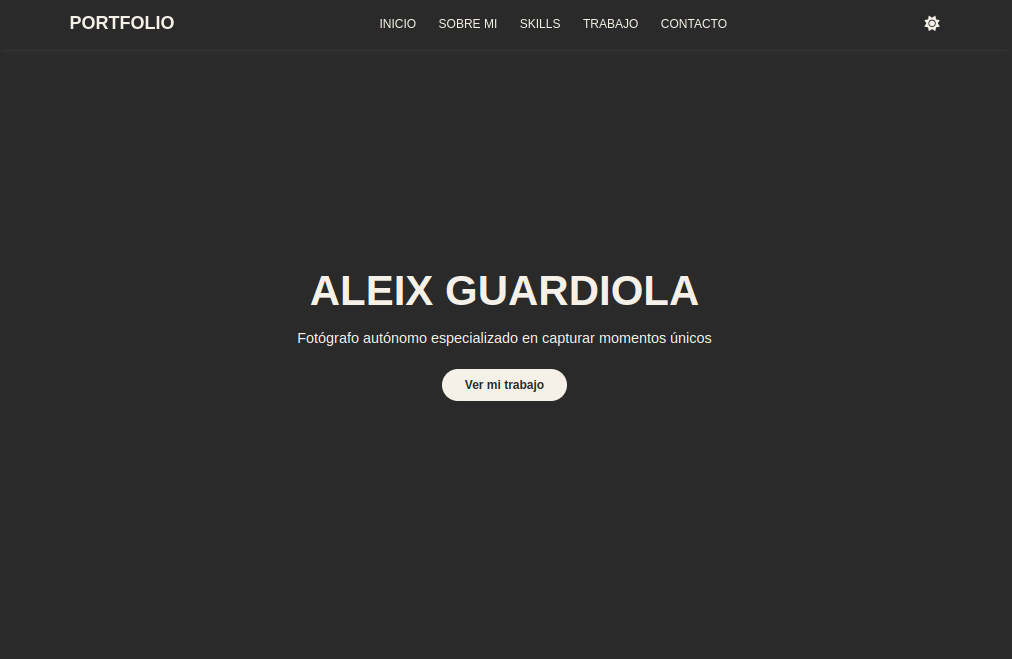 PORTFOLIO
INICIO SOBRE MI SKILLS TRABAJO CONTACTO
ALEIX GUARDIOLA
Fotógrafo autónomo especializado en capturar momentos únicos
Ver mi trabajo